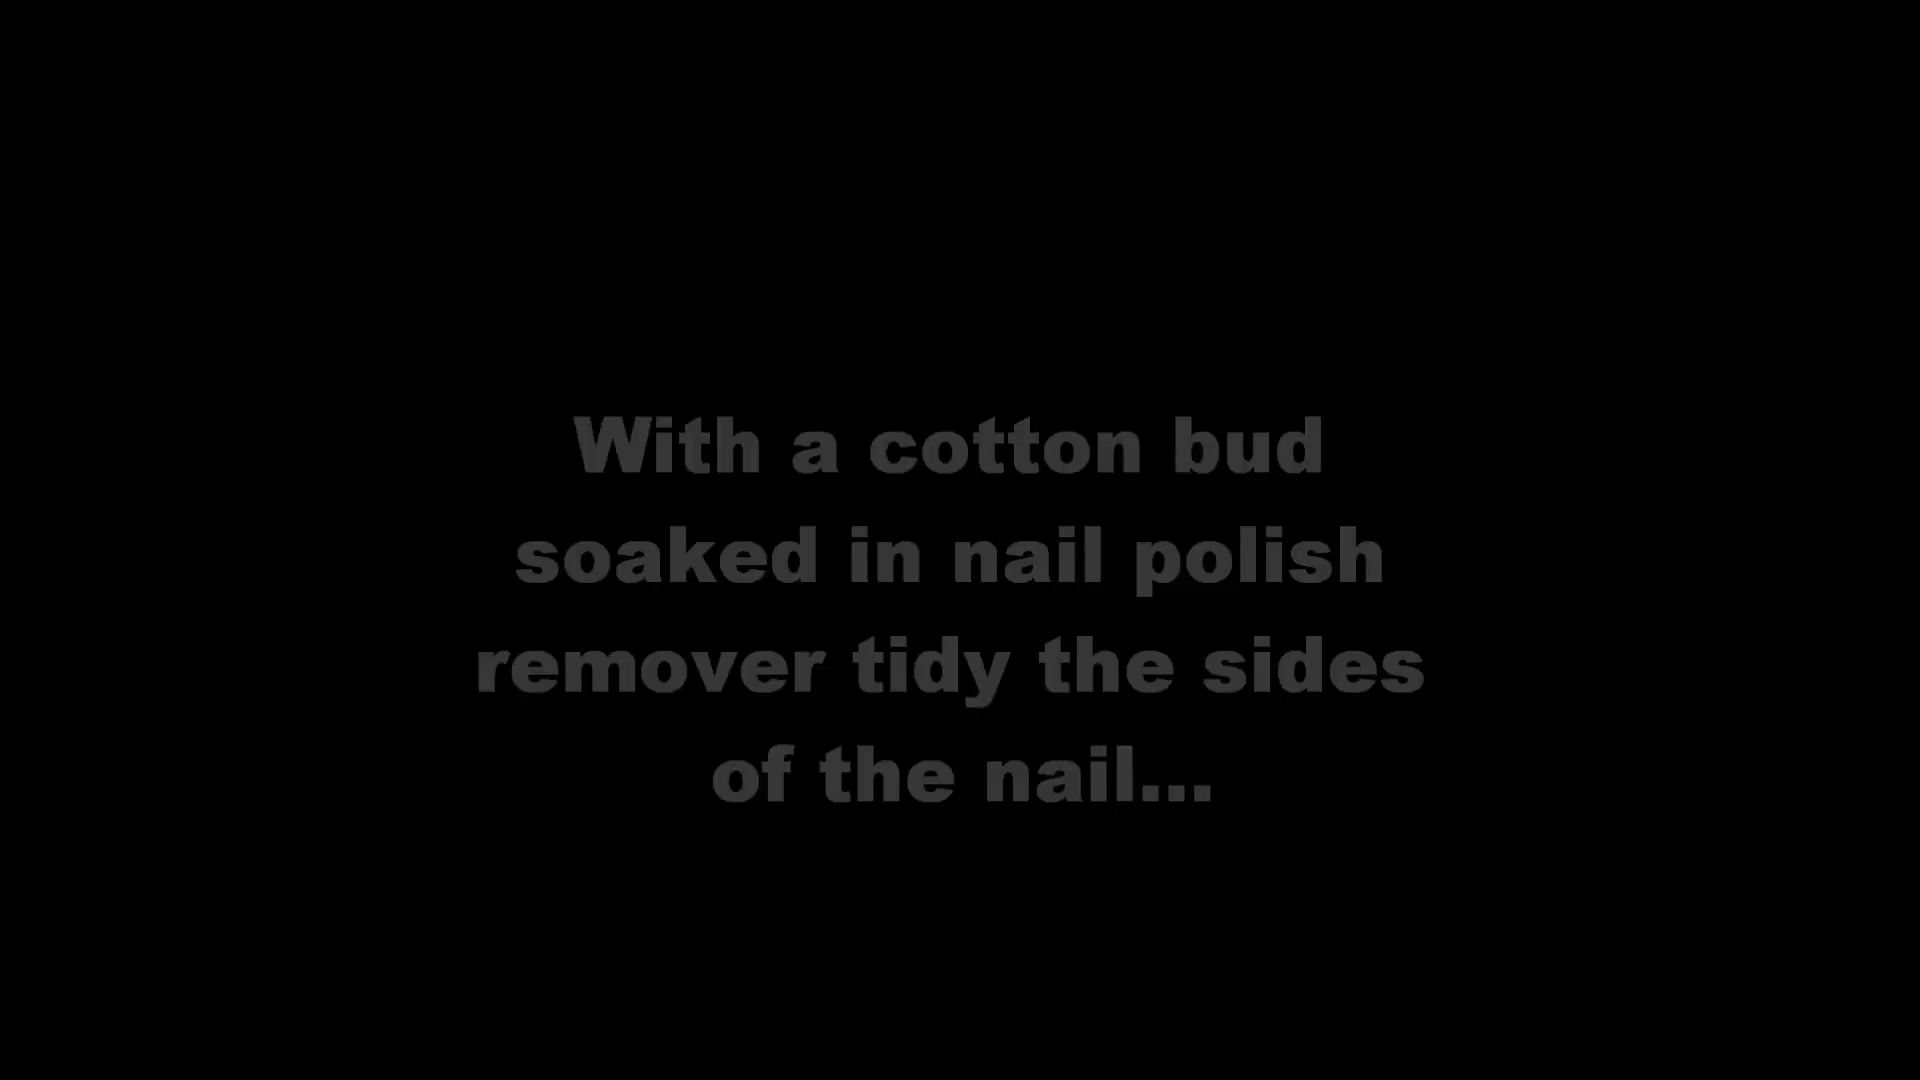 With a cotton bud
soaked in nail polish
remover tidy the sides
of the nail...